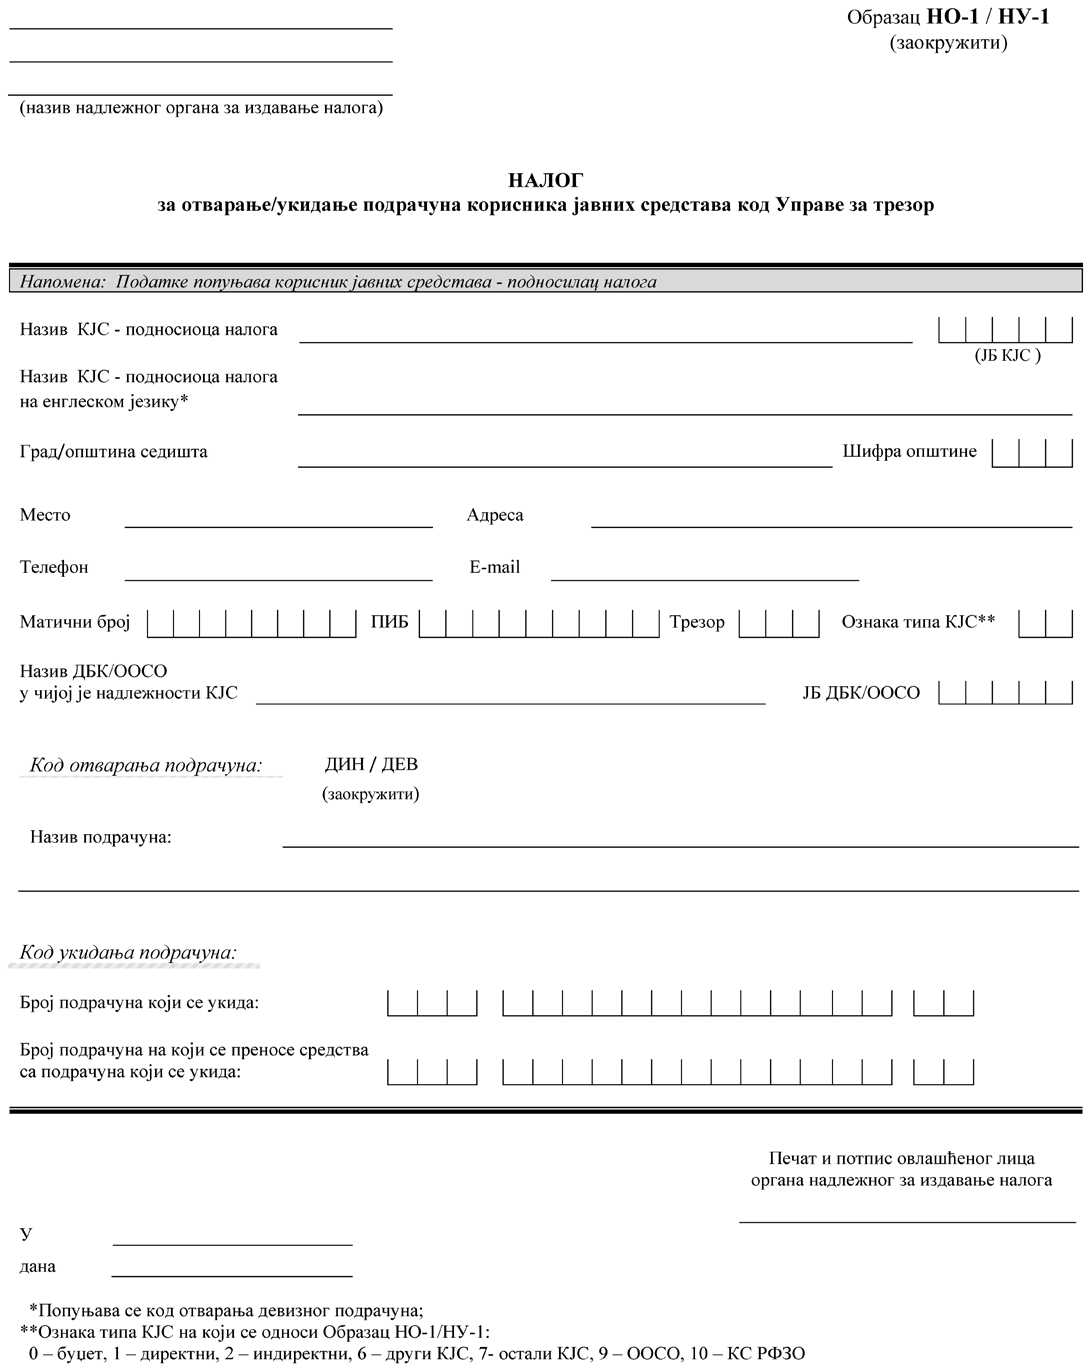 Образац НО-1 / НУ-1
(заокружити)
(назив надлежног органа за издавање налога)
НАЛОГ
за отварање/укидање подрачуна корисника јавних средстава код Управе за трезор
Напомена: Податке попуњава корисник јавних средстава - подносилац налога
Назив КЈС - подносиоца налога
(ЈБ КЈС )
Назив КЈС - подносиоца налога
на енглеском језику*
Град/општина седишта Шифра општине
Место Адреса
Телефон E-mail
Матични број ПИБ Трезор Ознака типа КЈС**
Назив ДБК/ООСО
у чијој је надлежности КЈС ЈБ ДБК/ООСО
Код отварања подрачуна: ДИН / ДЕВ
(заокружити)
Назив подрачуна:
Код укидања подрачуна:
Број подрачуна који се укида:
Број подрачуна на који се преносе средства
са подрачуна који се укида:
Печат и потпис овлашћеног лица
органа надлежног за издавање налога
У
дана
*Попуњава се код отварања девизног подрачуна;
**Ознака типа КЈС на који се односи Образац НО-1/НУ-1:
0 – буџет, 1 – директни, 2 – индиректни, 6 – други КЈС, 7- остали КЈС, 9 – ООСО, 10 – КС РФЗО